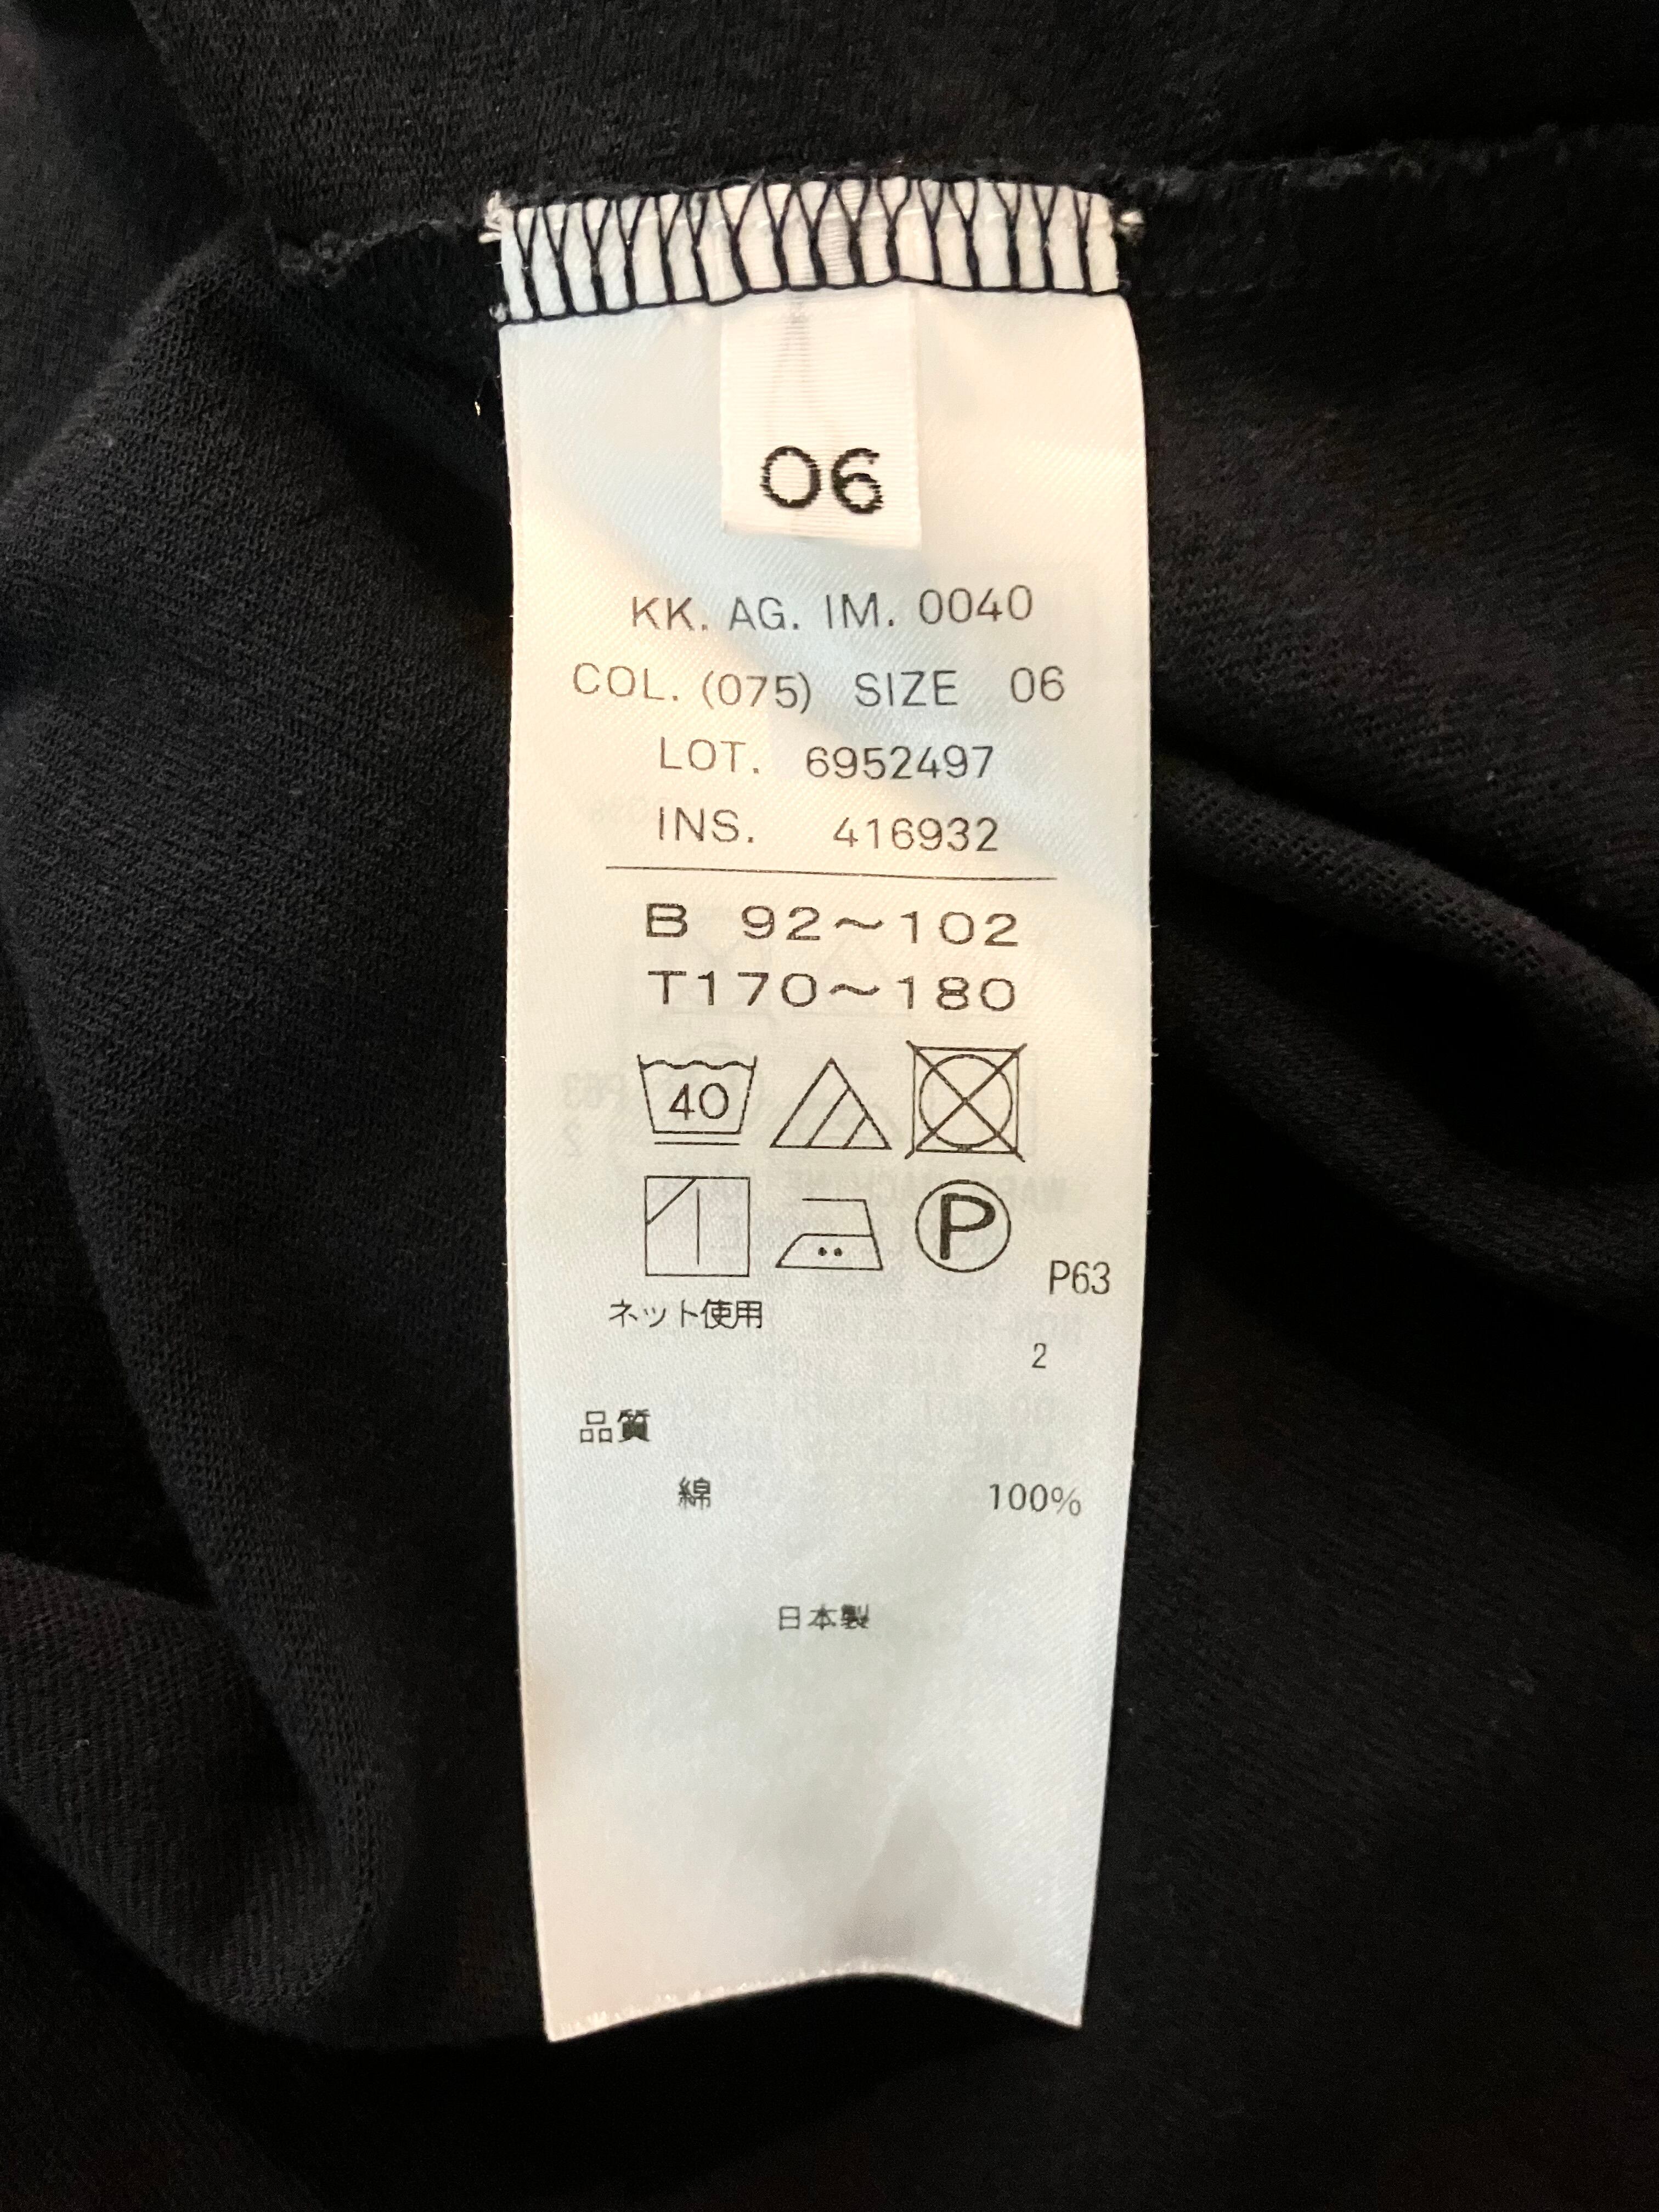 06
KK. AG. IM. 0040
COL. (075) SIZE 06
LOT. 6952497
INS. 416932
B 92～102
T170～180
40
P
P63
ネット使用
2
品質
綿 100%
日本製